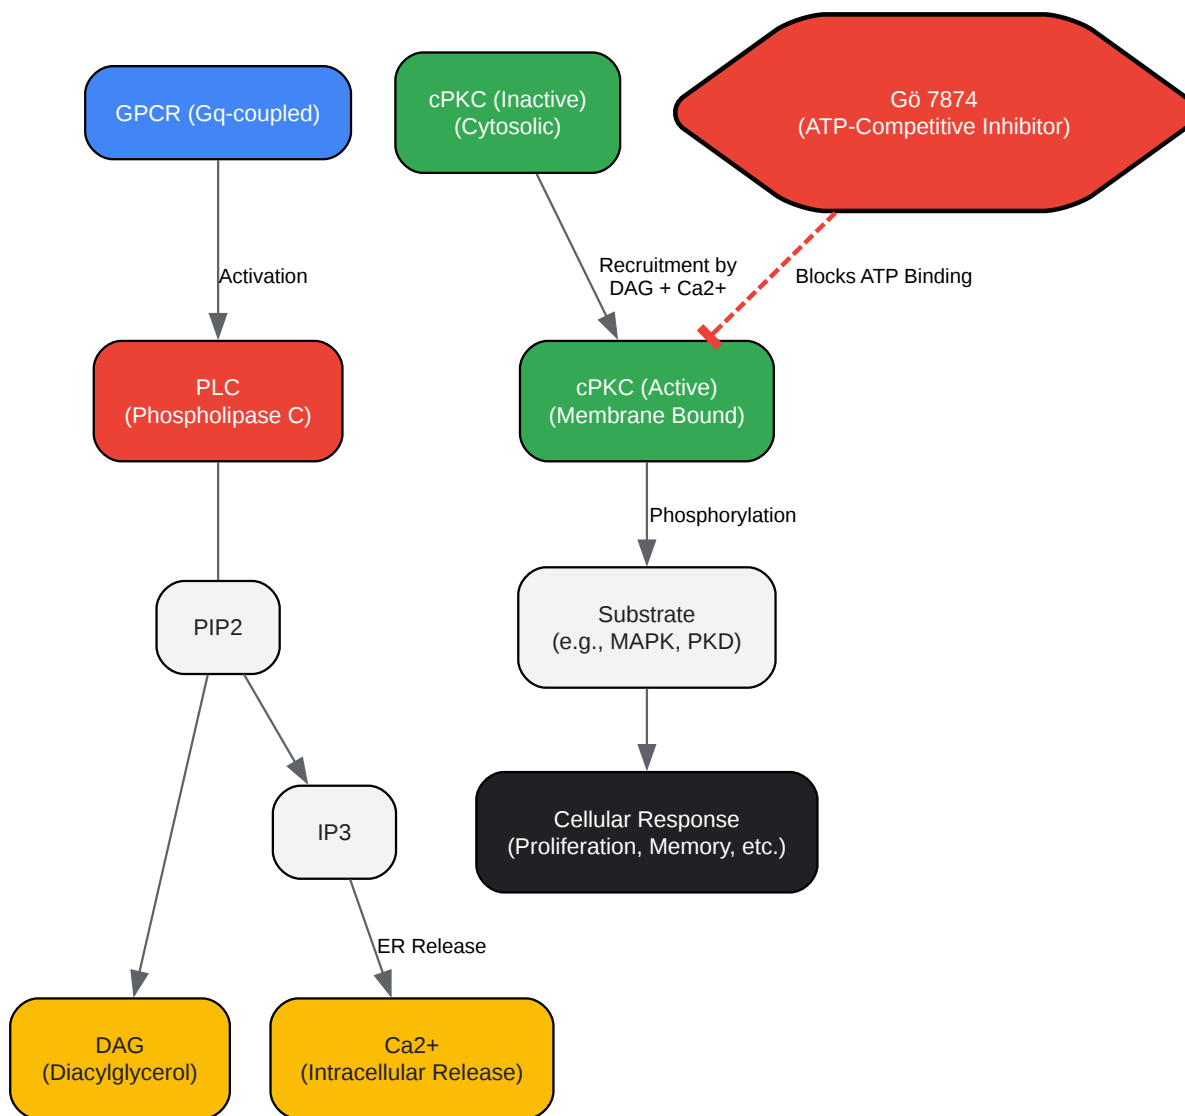 GPCR (Gq-coupled)
cPKC (Inactive)
(Cytosolic)
Gö 7874
(ATP-Competitive Inhibitor)
Activation
Recruitment by
DAG + Ca2+
Blocks ATP Binding
PLC
(Phospholipase C)
cPKC (Active)
(Membrane Bound)
Phosphorylation
PIP2
Substrate
(e.g., MAPK, PKD)
IP3
Cellular Response
(Proliferation, Memory, etc.)
ER Release
DAG
(Diacylglycerol)
Ca2+
(Intracellular Release)